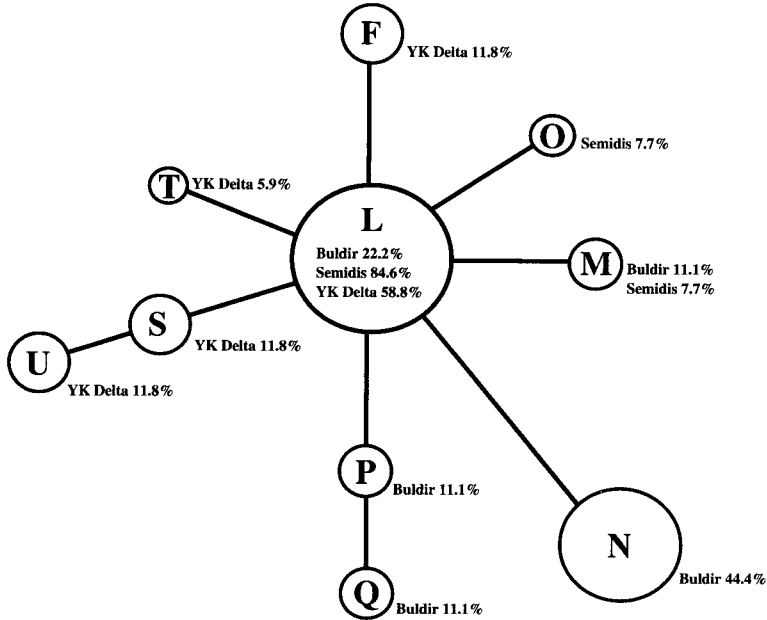 F
YK Delta 11.8%
O
Semidis 7.7%
T
YK Delta 5.9%
L
Buldir 22.2%
Semidis 84.6%
YK Delta 58.8%
M
Buldir 11.1%
Semidis 7.7%
S
YK Delta 11.8%
U
YK Delta 11.8%
P
Buldir 11.1%
N
Buldir 44.4%
Q
Buldir 11.1%